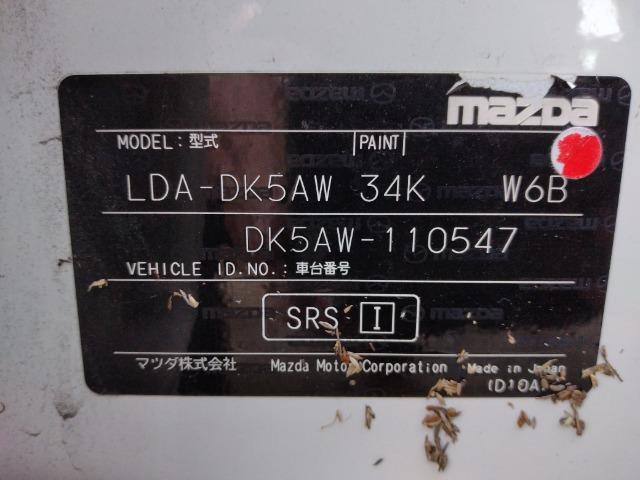 mazda
MODEL: 型式 PAINT
LDA-DK5AW 34K W6B
DK5AW-110547
VEHICLE ID.NO.: 車台番号
SRS I
マツダ株式会社 Mazda Motor Corporation Made in Japan